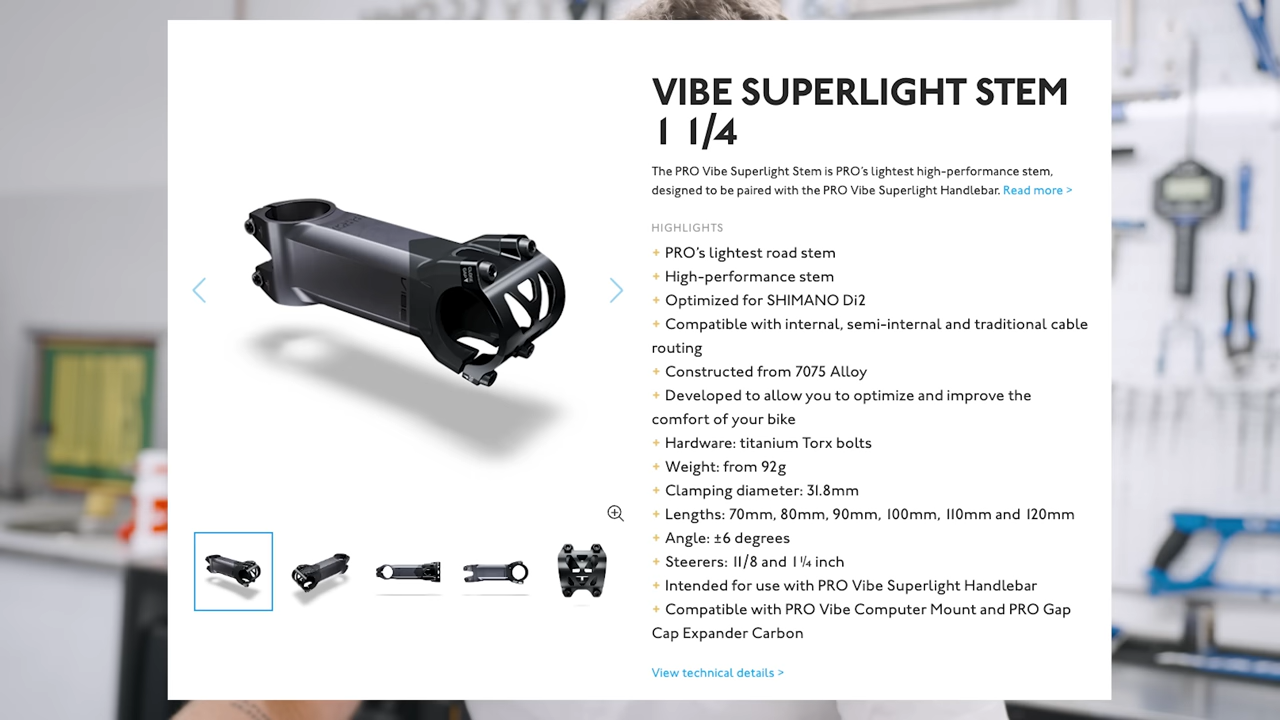 VIBE SUPERLIGHT STEM
1 1/4
The PRO Vibe Superlight Stem is PRO's lightest high-performance stem,
designed to be paired with the PRO Vibe Superlight Handlebar. Read more >
HIGHLIGHTS
+ PRO's lightest road stem
+ High-performance stem
+ Optimized for SHIMANO Di2
+ Compatible with internal, semi-internal and traditional cable
routing
+ Constructed from 7075 Alloy
+ Developed to allow you to optimize and improve the
comfort of your bike
+ Hardware: titanium Torx bolts
+ Weight: from 92g
+ Clamping diameter: 31.8mm
+ Lengths: 70mm, 80mm, 90mm, 100mm, 110mm and 120mm
+ Angle: ±6 degrees
+ Steerers: 11/8 and 1 1/4 inch
+ Intended for use with PRO Vibe Superlight Handlebar
+ Compatible with PRO Vibe Computer Mount and PRO Gap
Cap Expander Carbon
View technical details >
VIBE